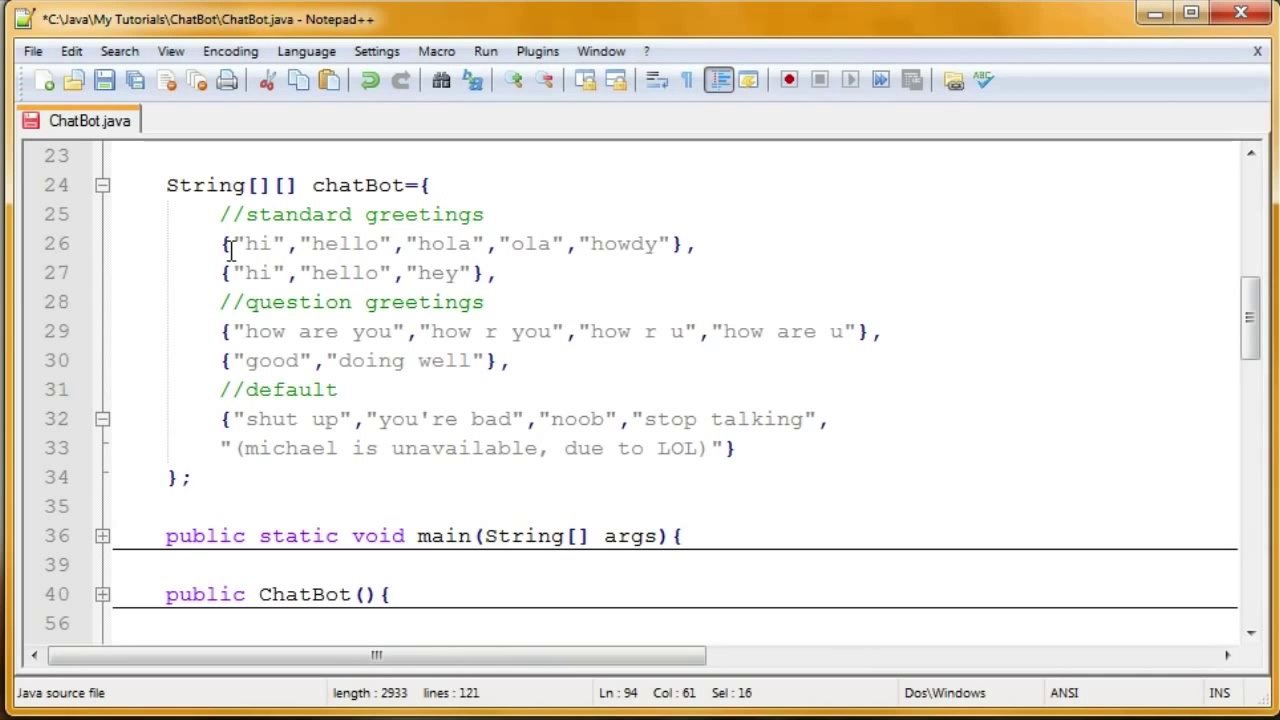 *C:\Java\My Tutorials\ChatBot\ChatBot.java - Notepad++
File Edit Search View Encoding Language Settings Macro Run Plugins Window ? X
ABC
ChatBot.java
23
24 String[][] chatBot={
25 //standard greetings
26 {"hi","hello","hola","ola","howdy"},
27 {"hi","hello","hey"},
28 //question greetings
29 {"how are you","how r you","how r u","how are u"},
30 {"good","doing well"},
31 //default
32 {"shut up","you're bad","noob","stop talking",
33 "(michael is unavailable, due to LOL)"}
34 };
35
36 public static void main(String[] args){
39
40 public ChatBot(){
56
Java source file length : 2933 lines : 121 Ln : 94 Col : 61 Sel : 16 Dos\Windows ANSI INS